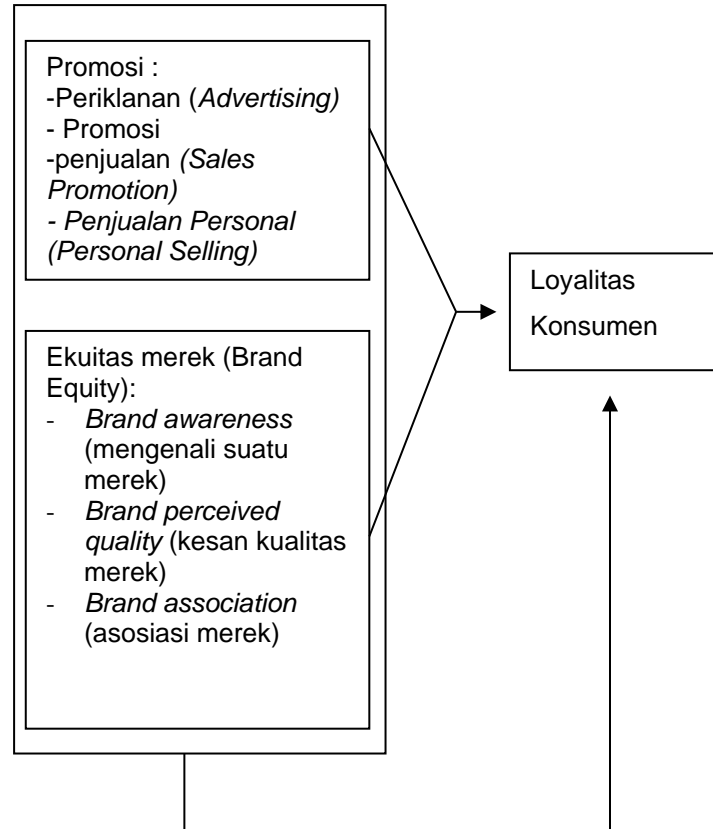 Promosi :
-Periklanan (Advertising)
- Promosi
-penjualan (Sales
Promotion)
- Penjualan Personal
(Personal Selling)
Ekuitas merek (Brand
Equity):
- Brand awareness
(mengenali suatu
merek)
- Brand perceived
quality (kesan kualitas
merek)
- Brand association
(asosiasi merek)
Loyalitas
Konsumen